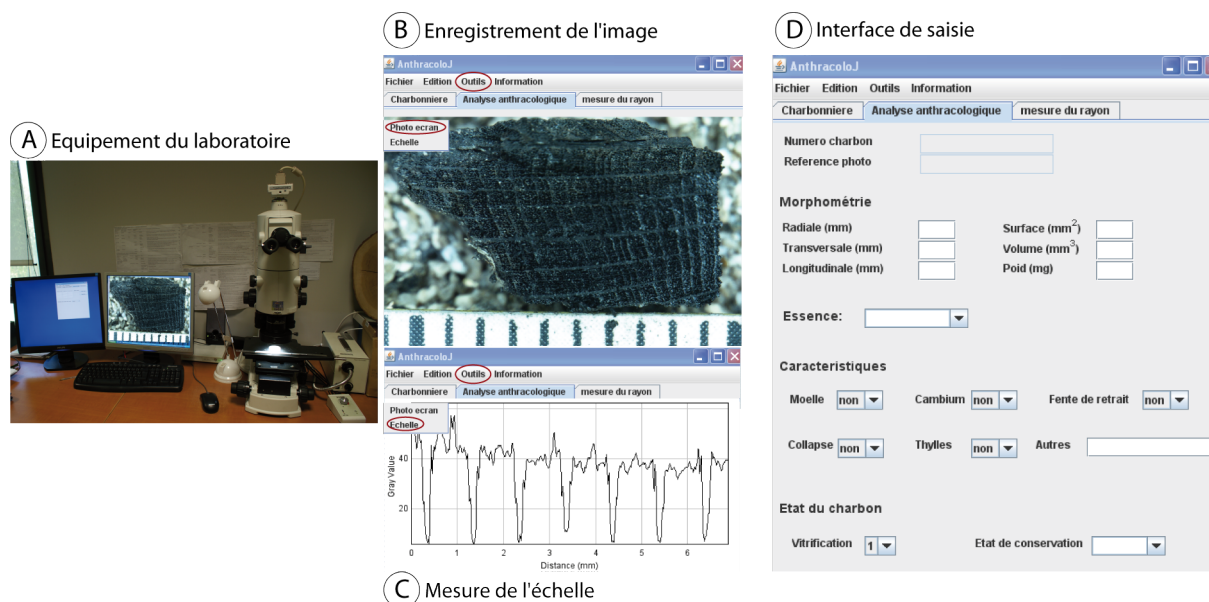 A Equipement du laboratoire
B Enregistrement de l'image
AnthracoloJ
Fichier Edition Outils Information
Charbonniere Analyse anthracologique mesure du rayon
Photo ecran
Echelle
AnthracoloJ
Fichier Edition Outils Information
Charbonniere Analyse anthracologique mesure du rayon
Photo ecran
Echelle
40
20
Gray Value
0 1 2 3 4 5 6
Distance (mm)
C Mesure de l'échelle
D Interface de saisie
AnthracoloJ
Fichier Edition Outils Information
Charbonniere Analyse anthracologique mesure du rayon
Numero charbon
Reference photo
Morphométrie
Radiale (mm) Surface (mm²)
Transversale (mm) Volume (mm³)
Longitudinale (mm) Poid (mg)
Essence:
Caracteristiques
Moelle non Cambium non Fente de retrait non
Collapse non Thylles non Autres
Etat du charbon
Vitrification 1 Etat de conservation